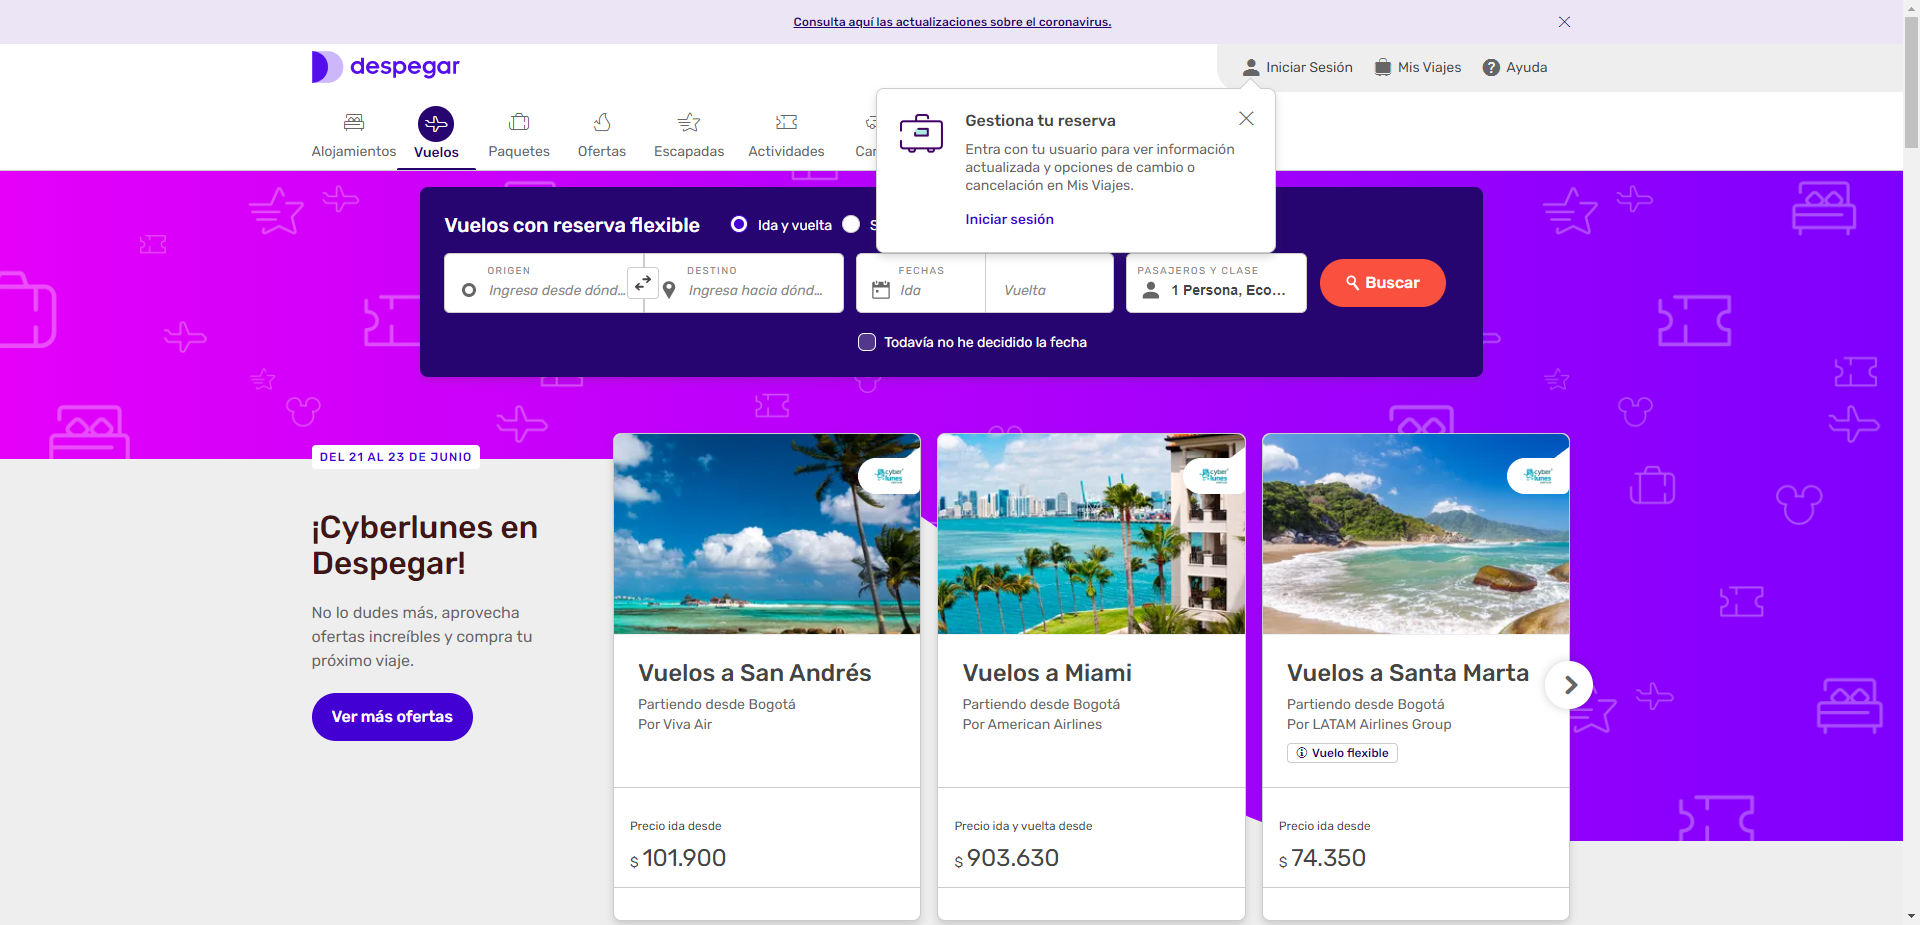 Consulta aquí las actualizaciones sobre el coronavirus.
despegar
Iniciar Sesión
Mis Viajes
Ayuda
Alojamientos
Vuelos
Paquetes
Ofertas
Escapadas
Actividades
Gestiona tu reserva
Entra con tu usuario para ver información
actualizada y opciones de cambio o
cancelación en Mis Viajes.
Iniciar sesión
Vuelos con reserva flexible
Ida y vuelta
ORIGEN
Ingresa desde dónd...
DESTINO
Ingresa hacia dónd...
FECHAS
Ida
Vuelta
PASAJEROS Y CLASE
1 Persona, Eco...
Buscar
Todavía no he decidido la fecha
DEL 21 AL 23 DE JUNIO
¡Cyberlunes en
Despegar!
No lo dudes más, aprovecha
ofertas increíbles y compra tu
próximo viaje.
Ver más ofertas
cyber
lunes
Vuelos a San Andrés
Partiendo desde Bogotá
Por Viva Air
Precio ida desde
$ 101.900
cyber
lunes
Vuelos a Miami
Partiendo desde Bogotá
Por American Airlines
Precio ida y vuelta desde
$ 903.630
cyber
lunes
Vuelos a Santa Marta
Partiendo desde Bogotá
Por LATAM Airlines Group
Vuelo flexible
Precio ida desde
$ 74.350